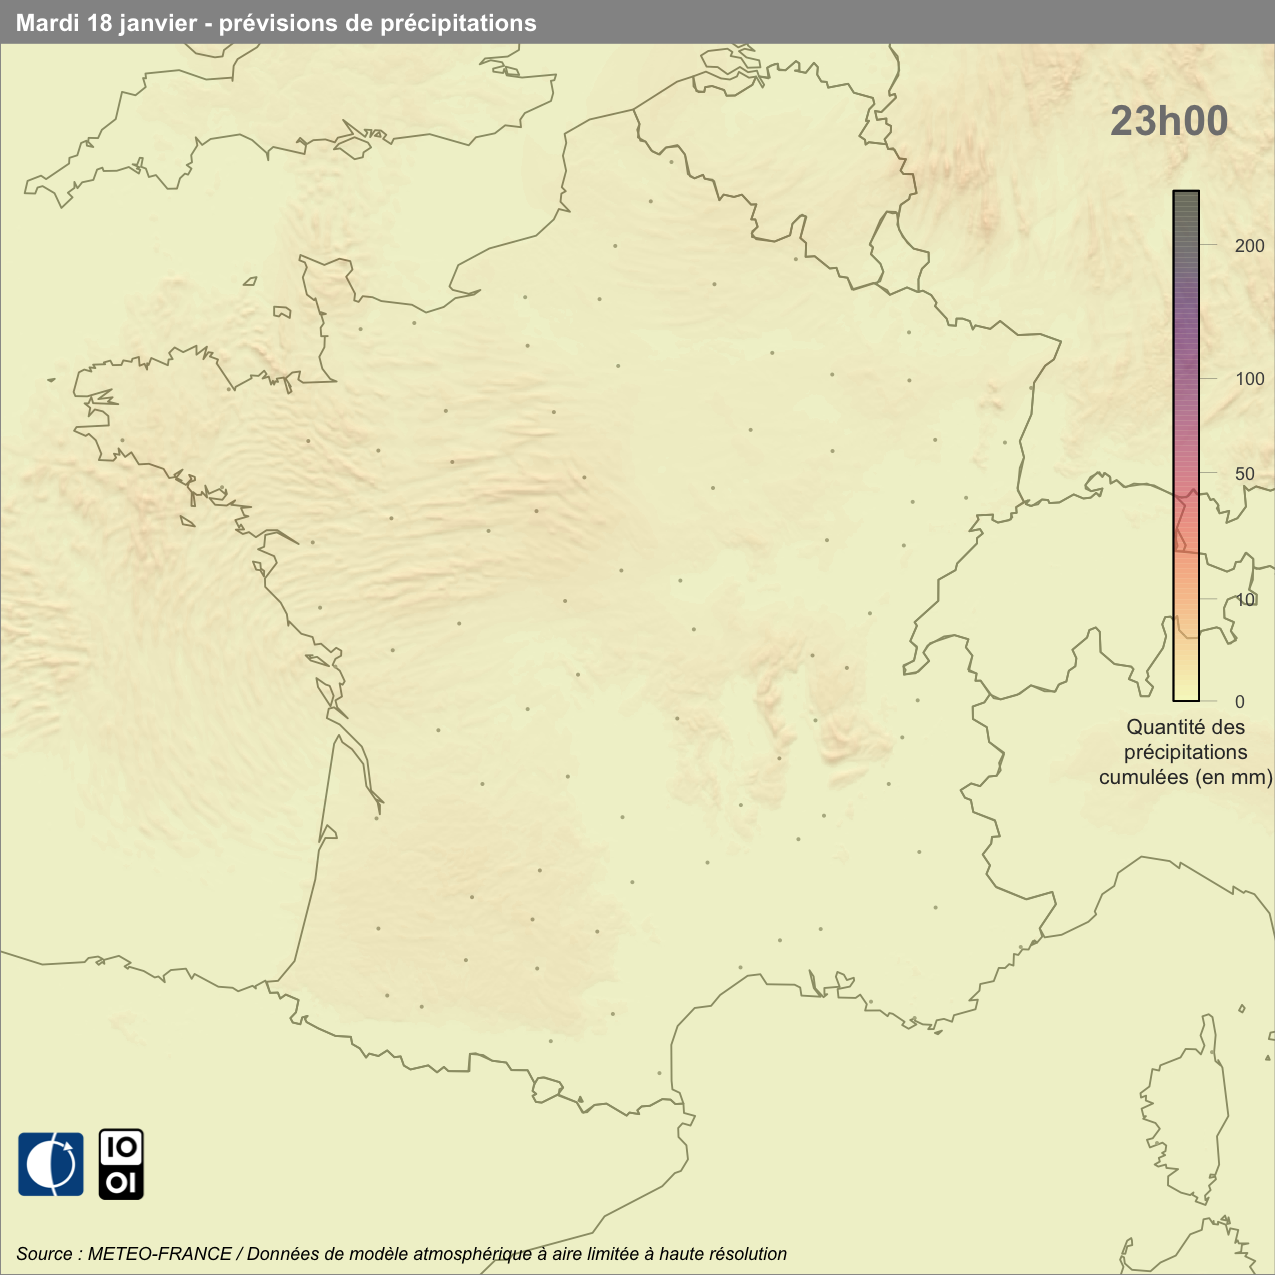 Mardi 18 janvier - prévisions de précipitations
23h00
200
100
50
10
0
Quantité des
précipitations
cumulées (en mm)
IO
OI
Source : METEO-FRANCE / Données de modèle atmosphérique à aire limitée à haute résolution